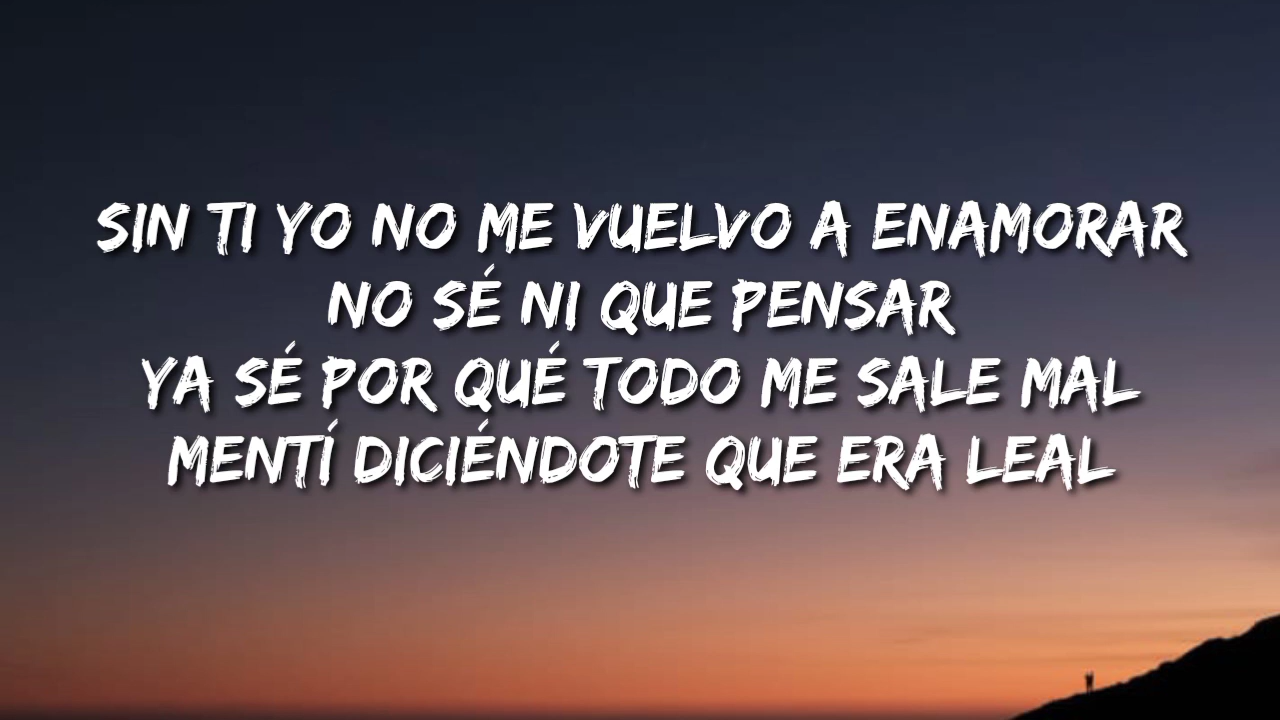 SIN TI YO NO ME VUELVO A ENAMORAR
NO SÉ NI QUE PENSAR
YA SÉ POR QUÉ TODO ME SALE MAL
MENTÍ DICIÉNDOTE QUE ERA LEAL